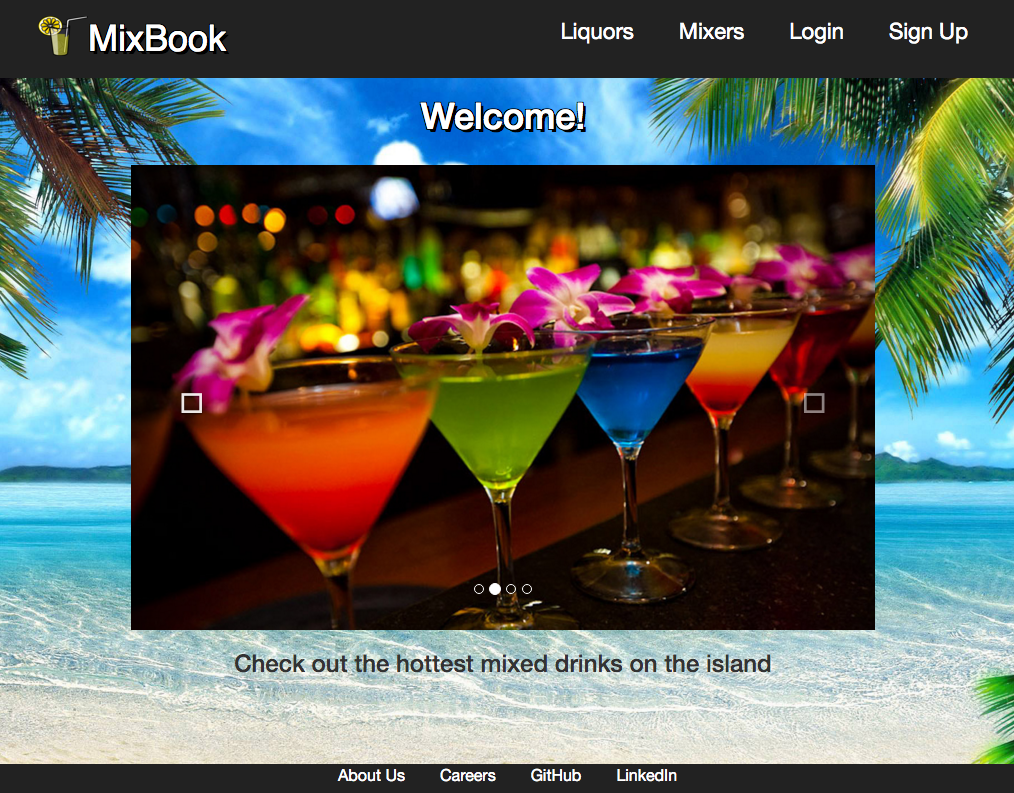 MixBook
Liquors Mixers Login Sign Up
Welcome!
Check out the hottest mixed drinks on the island
About Us Careers GitHub LinkedIn